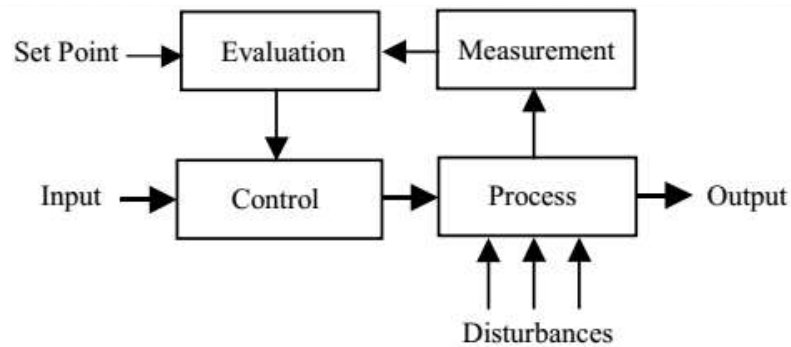 Set Point
Evaluation
Measurement
Input
Control
Process
Output
Disturbances